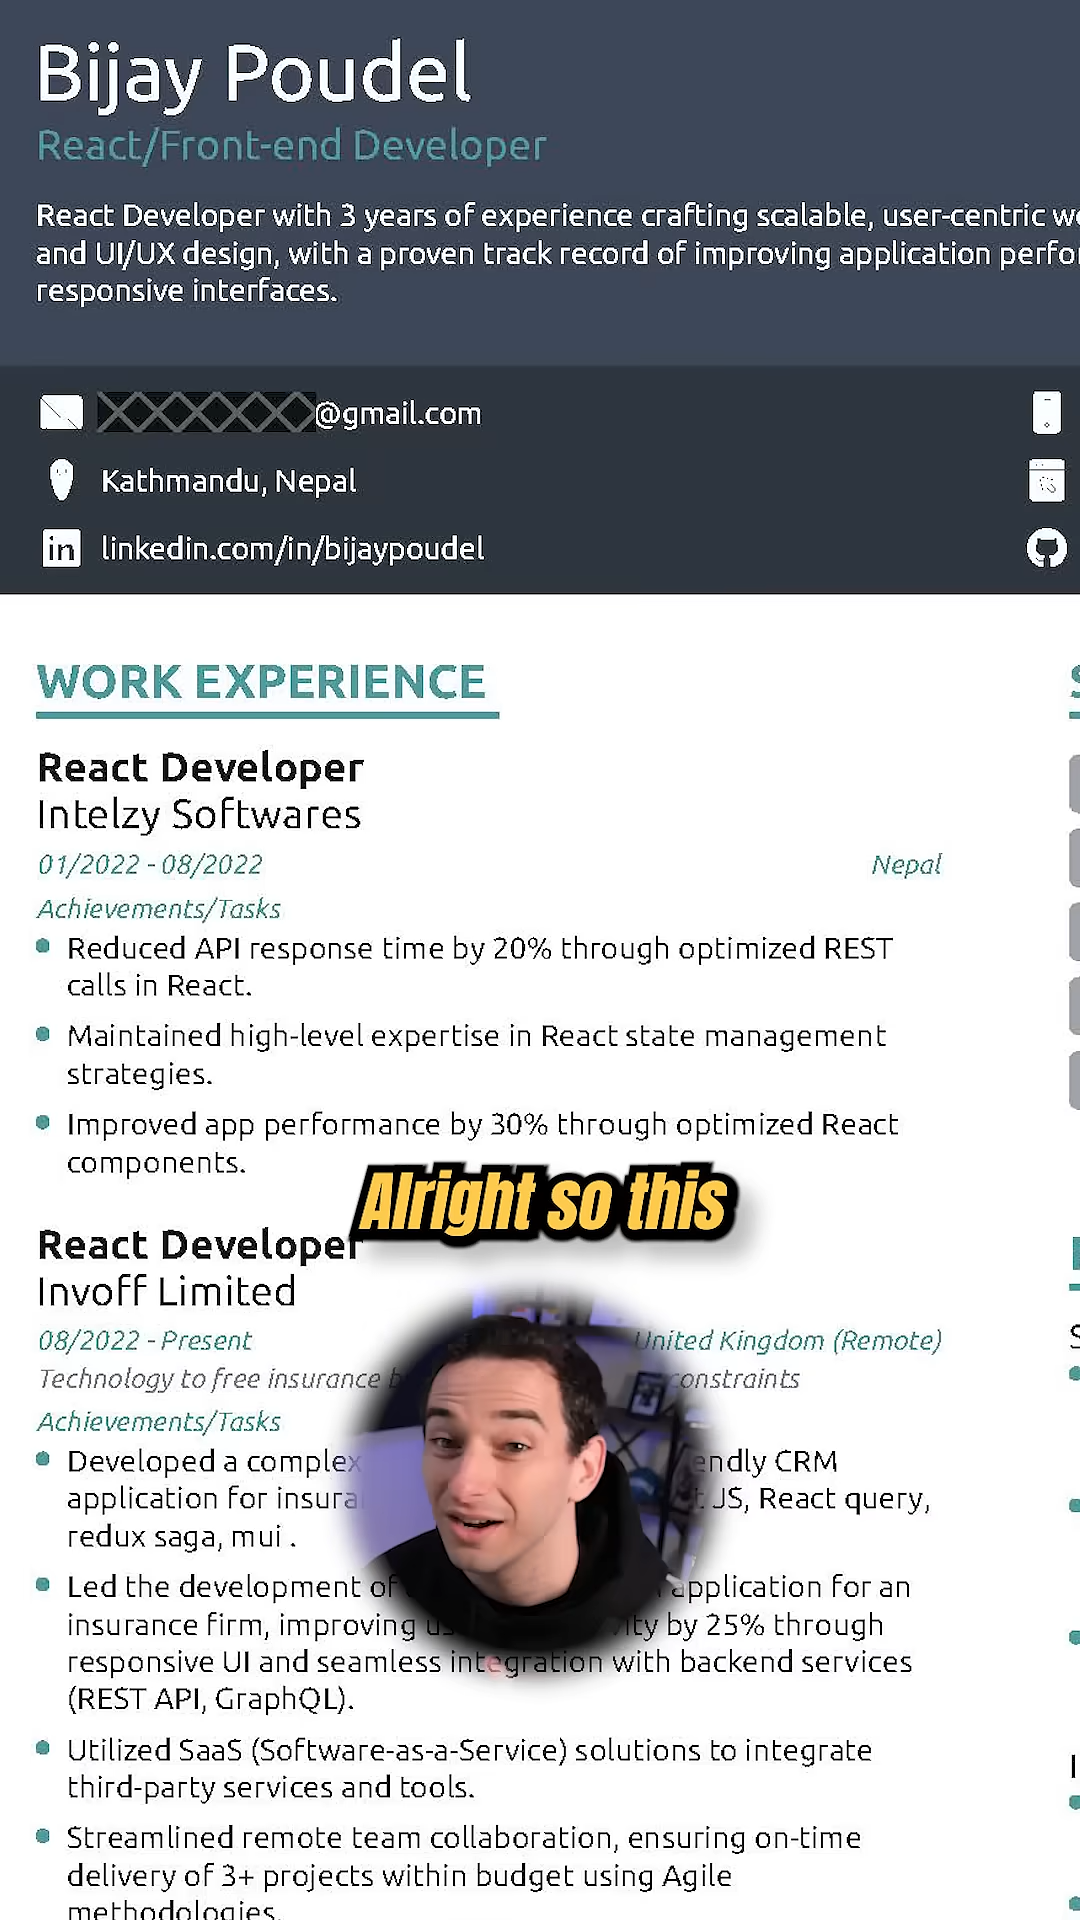 Bijay Poudel
React/Front-end Developer
React Developer with 3 years of experience crafting scalable, user-centric
and UI/UX design, with a proven track record of improving application
responsive interfaces.
@gmail.com
Kathmandu, Nepal
in linkedin.com/in/bijaypoudel
WORK EXPERIENCE
React Developer
Intelzy Softwares
01/2022 - 08/2022 Nepal
Achievements/Tasks
Reduced API response time by 20% through optimized REST
calls in React.
Maintained high-level expertise in React state management
strategies.
Improved app performance by 30% through optimized React
components.
Alright so this
React Developer
Invoff Limited
08/2022 - Present United Kingdom (Remote)
Technology to free insurance constraints
Achievements/Tasks
Developed a complex CRM
application for JS, React query,
redux saga, mui .
Led the development of application for an
insurance firm, improving by 25% through
responsive UI and seamless integration with backend services
(REST API, GraphQL).
Utilized SaaS (Software-as-a-Service) solutions to integrate
third-party services and tools.
Streamlined remote team collaboration, ensuring on-time
delivery of 3+ projects within budget using Agile
methodologies.